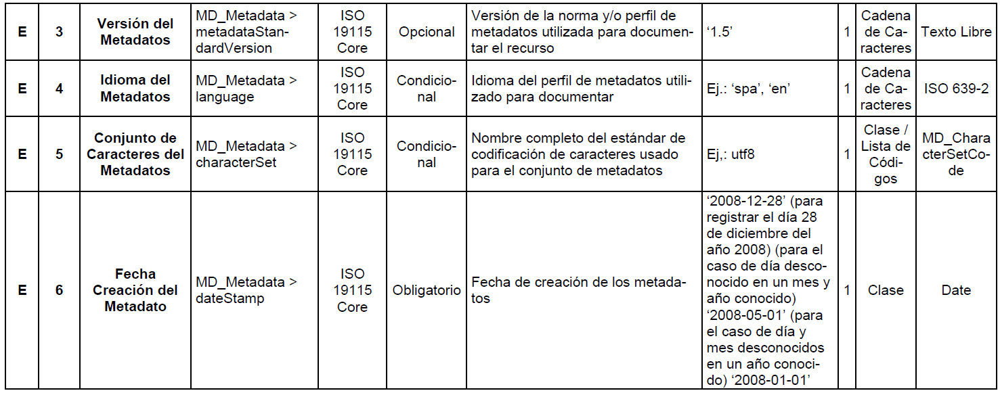 E
3
Versión del
Metadatos
MD_Metadata >
metadataStan-
dardVersion
ISO
19115
Core
Opcional
Versión de la norma y/o perfil de
metadatos utilizada para documen-
tar el recurso
‘1.5’
1
Cadena
de Ca-
racteres
Texto Libre
E
4
Idioma del
Metadatos
MD_Metadata >
language
ISO
19115
Core
Condicio-
nal
Idioma del perfil de metadatos utili-
zado para documentar
Ej.: ‘spa’, ‘en’
1
Cadena
de Ca-
racteres
ISO 639-2
E
5
Conjunto de
Caracteres del
Metadatos
MD_Metadata >
characterSet
ISO
19115
Core
Condicio-
nal
Nombre completo del estándar de
codificación de caracteres usado
para el conjunto de metadatos
Ej,: utf8
1
Clase /
Lista de
Códi-
gos
MD_Chara
cterSetCo-
de
E
6
Fecha
Creación del
Metadato
MD_Metadata >
dateStamp
ISO
19115
Core
Obligatorio
Fecha de creación de los metada-
tos
‘2008-12-28’ (para
registrar el día 28
de diciembre del
año 2008) (para el
caso de día desco-
nocido en un mes y
año conocido)
‘2008-05-01’ (para
el caso de día y
mes desconocidos
en un año conoci-
do) ‘2008-01-01’
1
Clase
Date